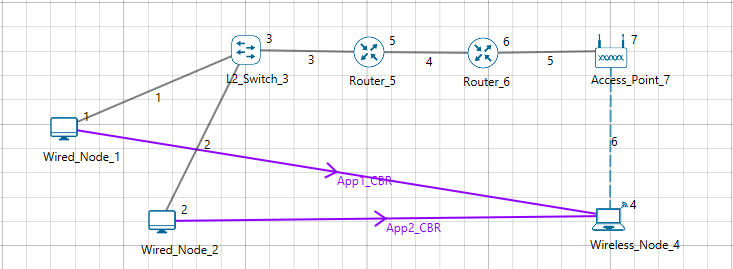 3
5
6
7
L2_Switch_3
3
Router_5
4
Router_6
5
Access_Point_7
1
1
Wired_Node_1
2
6
App1_CBR
2
App2_CBR
4
Wired_Node_2
Wireless_Node_4